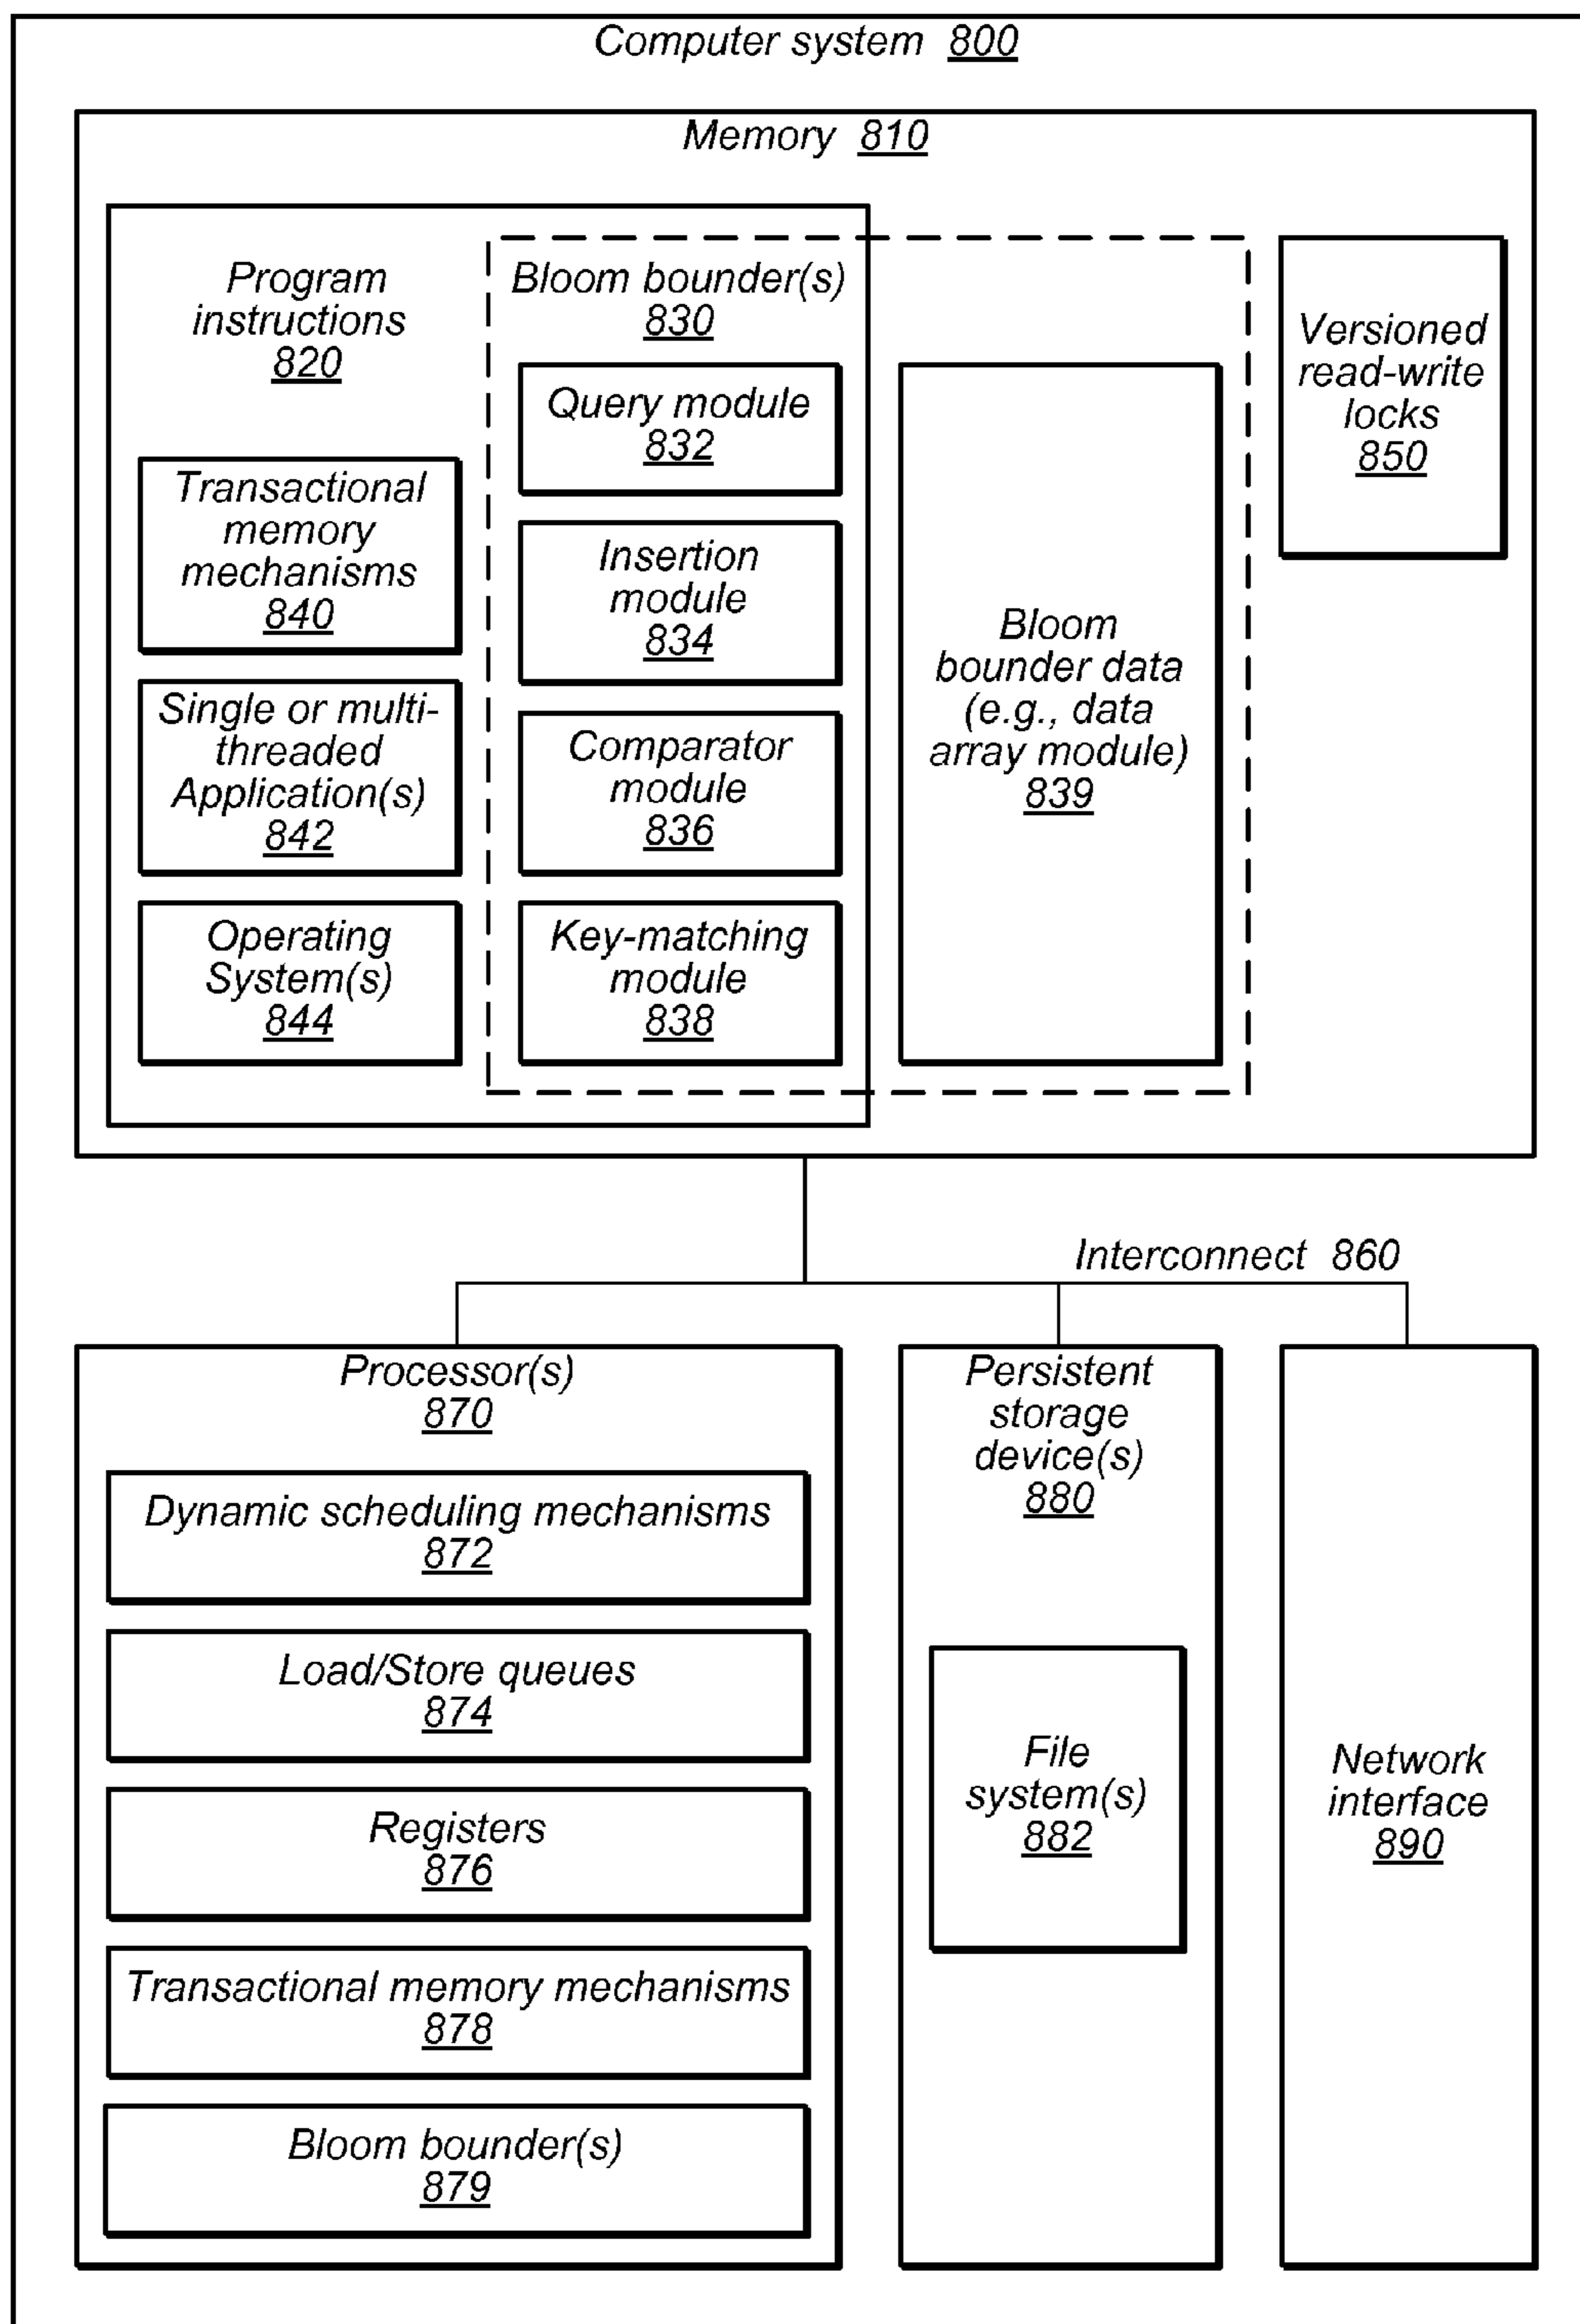 Computer system 800
Memory 810
Program
instructions
820
Transactional
memory
mechanisms
840
Single or multi-
threaded
Application(s)
842
Operating
System(s)
844
Bloom bounder(s)
830
Query module
832
Insertion
module
834
Comparator
module
836
Key-matching
module
838
Bloom
bounder data
(e.g., data
array module)
839
Versioned
read-write
locks
850
Interconnect 860
Processor(s)
870
Dynamic scheduling mechanisms
872
Load/Store queues
874
Registers
876
Transactional memory mechanisms
878
Bloom bounder(s)
879
Persistent
storage
device(s)
880
File
system(s)
882
Network
interface
890